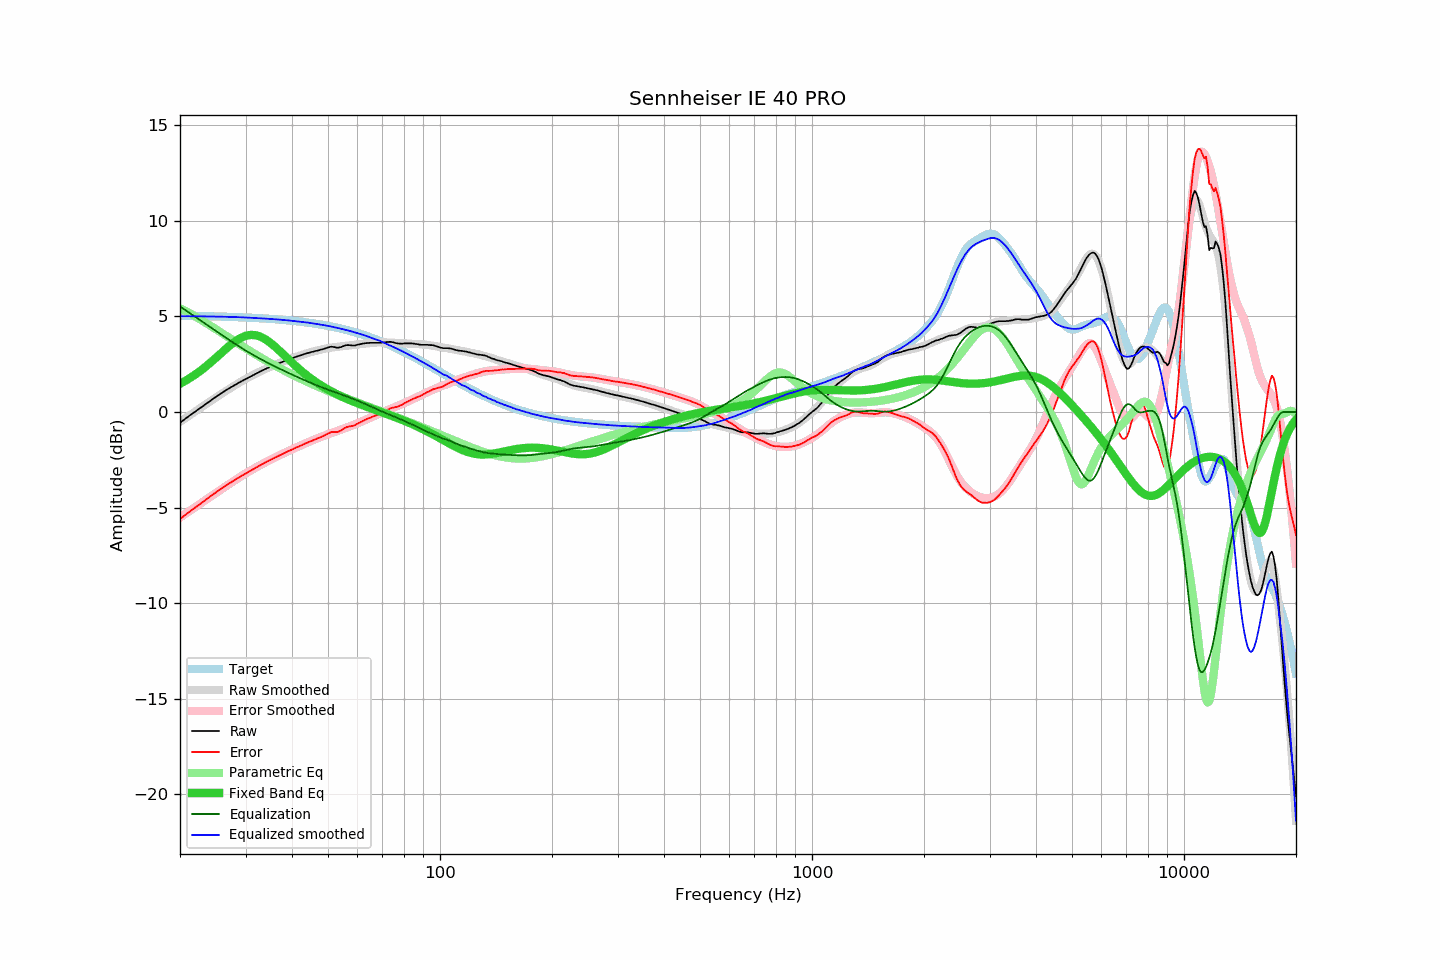 Sennheiser IE 40 PRO
15
10
5
0
−5
−10
−15
−20
Amplitude (dBr)
Target
Raw Smoothed
Error Smoothed
Raw
Error
Parametric Eq
Fixed Band Eq
Equalization
Equalized smoothed
100
1000
10000
Frequency (Hz)